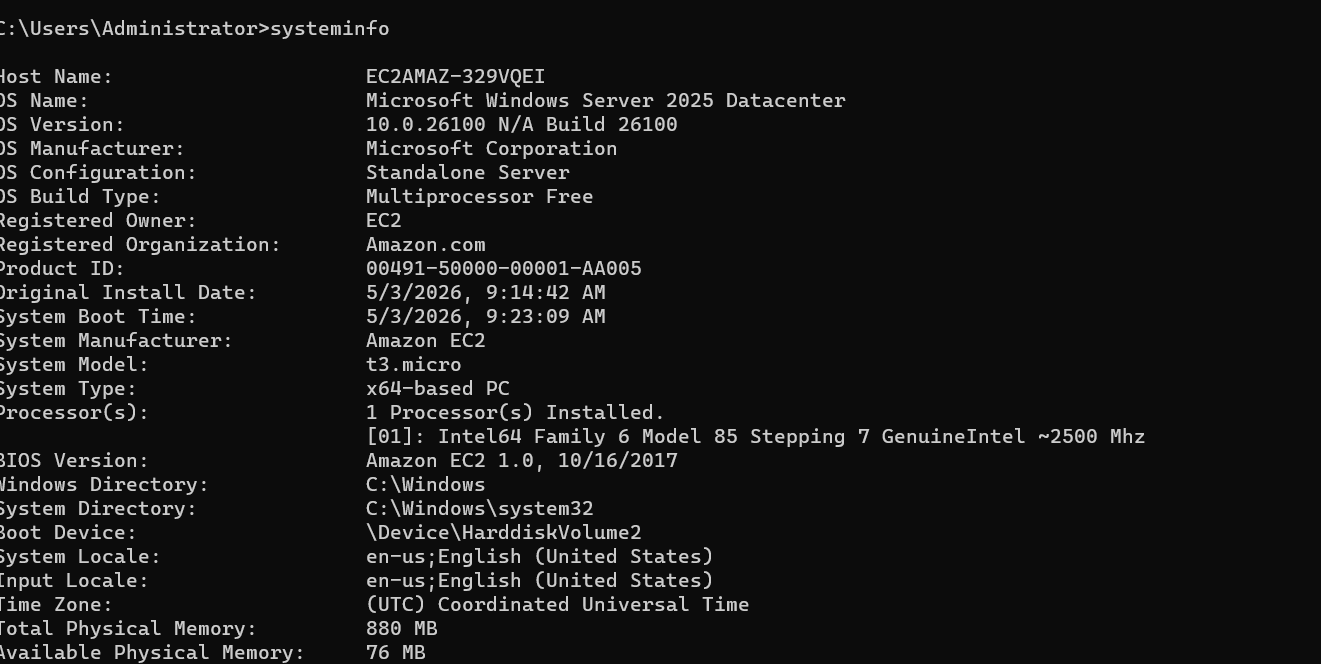 C:\Users\Administrator>systeminfo
Host Name: EC2AMAZ-329VQEI
OS Name: Microsoft Windows Server 2025 Datacenter
OS Version: 10.0.26100 N/A Build 26100
OS Manufacturer: Microsoft Corporation
OS Configuration: Standalone Server
OS Build Type: Multiprocessor Free
Registered Owner: EC2
Registered Organization: Amazon.com
Product ID: 00491-50000-00001-AA005
Original Install Date: 5/3/2026, 9:14:42 AM
System Boot Time: 5/3/2026, 9:23:09 AM
System Manufacturer: Amazon EC2
System Model: t3.micro
System Type: x64-based PC
Processor(s): 1 Processor(s) Installed.
[01]: Intel64 Family 6 Model 85 Stepping 7 GenuineIntel ~2500 Mhz
BIOS Version: Amazon EC2 1.0, 10/16/2017
Windows Directory: C:\Windows
System Directory: C:\Windows\system32
Boot Device: \Device\HarddiskVolume2
System Locale: en-us;English (United States)
Input Locale: en-us;English (United States)
Time Zone: (UTC) Coordinated Universal Time
Total Physical Memory: 880 MB
Available Physical Memory: 76 MB